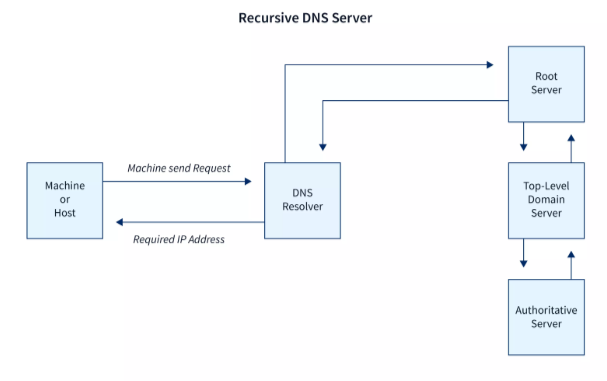 Recursive DNS Server
Root
Server
Machine send Request
Machine
or
Host
DNS
Resolver
Top-Level
Domain
Server
Required IP Address
Authoritative
Server